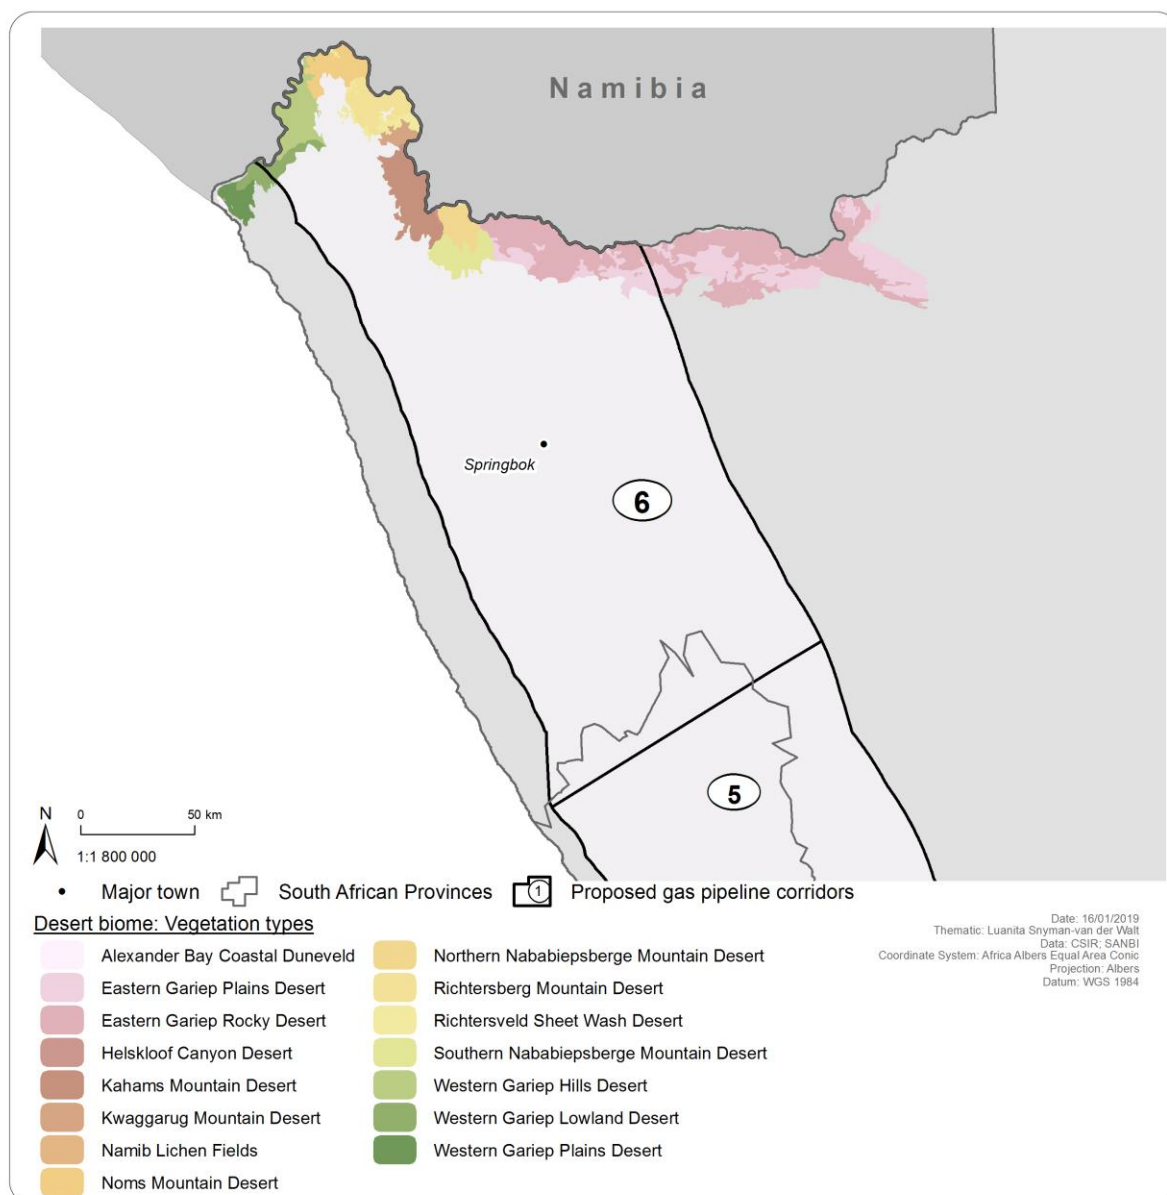 Namibia
Springbok
6
5
N
0 50 km
1:1 800 000
Major town
South African Provinces
1
Proposed gas pipeline corridors
Desert biome: Vegetation types
Alexander Bay Coastal Duneveld
Eastern Gariep Plains Desert
Eastern Gariep Rocky Desert
Helskloof Canyon Desert
Kahams Mountain Desert
Kwaggarug Mountain Desert
Namib Lichen Fields
Noms Mountain Desert
Northern Nababiepsberge Mountain Desert
Richtersberg Mountain Desert
Richtersveld Sheet Wash Desert
Southern Nababiepsberge Mountain Desert
Western Gariep Hills Desert
Western Gariep Lowland Desert
Western Gariep Plains Desert
Date: 16/01/2019
Thematic: Luanita Snyman-van der Walt
Data: CSIR; SANBI
Coordinate System: Africa Albers Equal Area Conic
Projection: Albers
Datum: WGS 1984